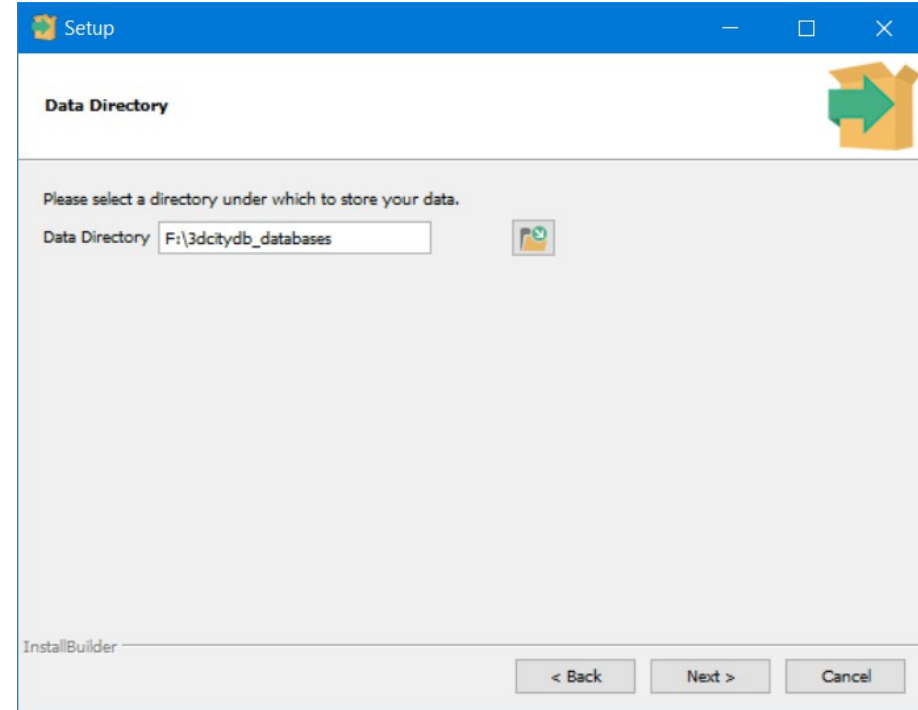 Setup
Data Directory
Please select a directory under which to store your data.
Data Directory F:\3dcitydb_databases
InstallBuilder
< Back Next > Cancel